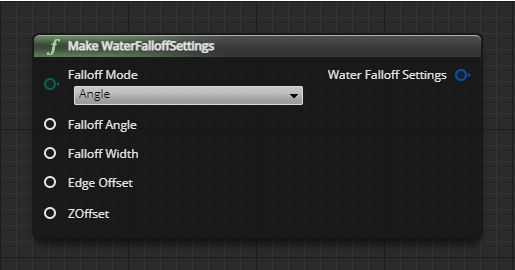 Make WaterFalloffSettings
Falloff Mode
Angle
Water Falloff Settings
Falloff Angle
Falloff Width
Edge Offset
ZOffset